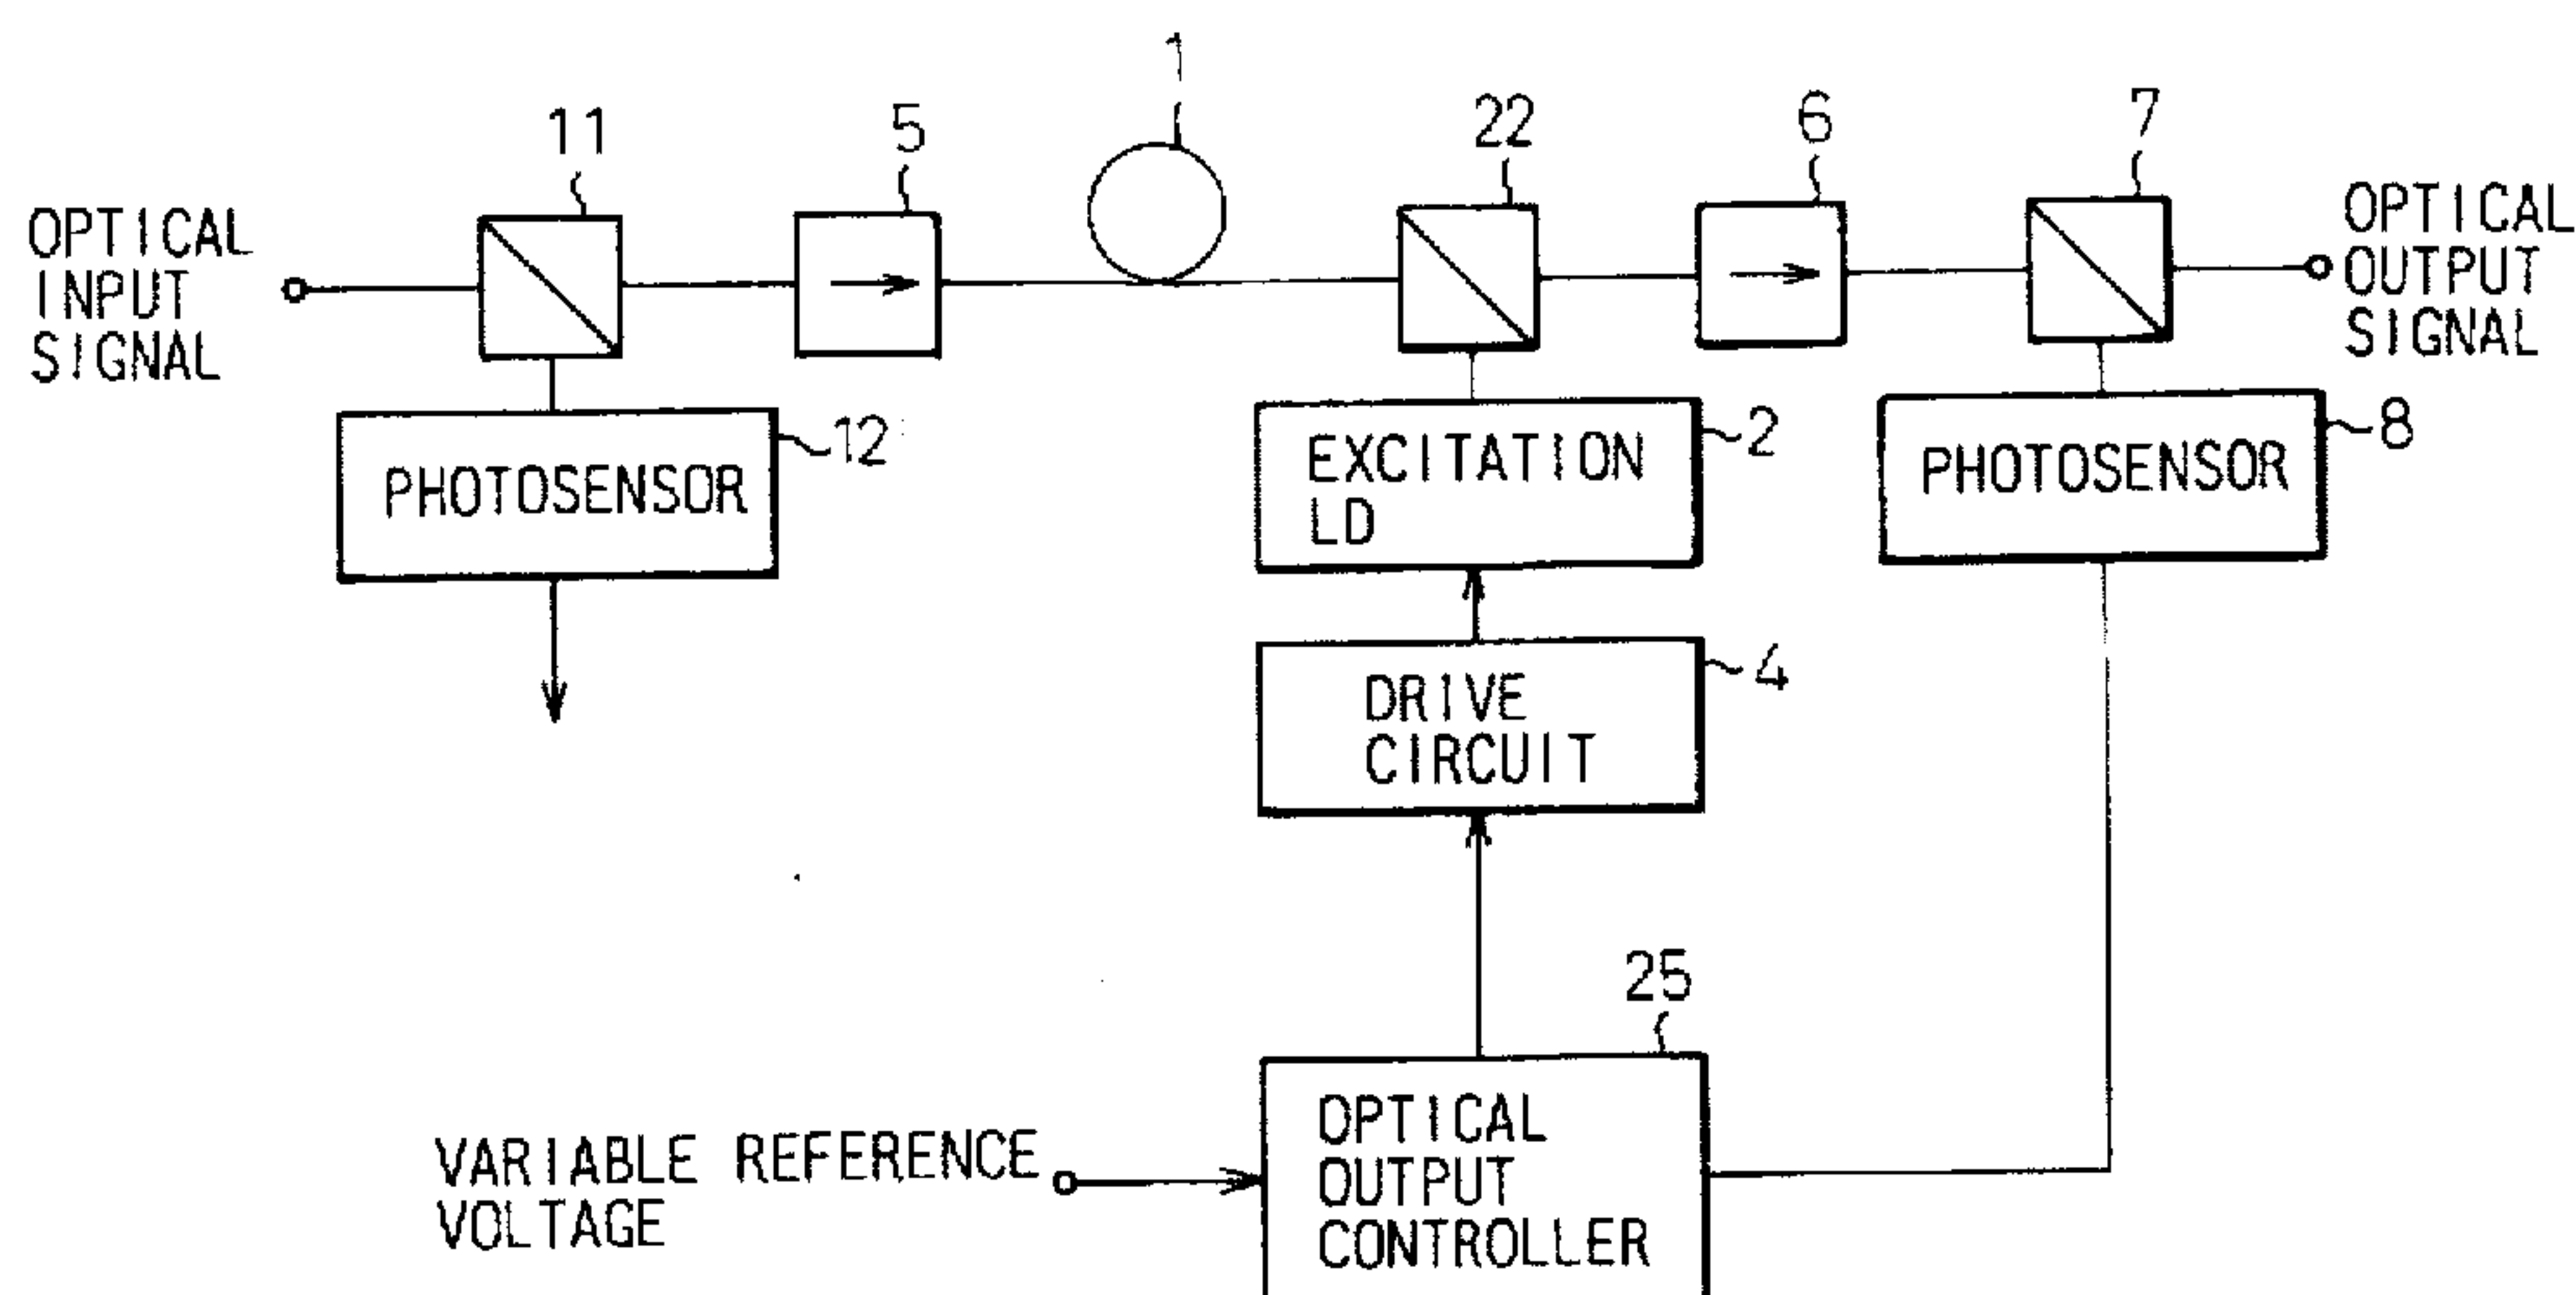 1
11
5
22
6
7
OPTICAL
INPUT
SIGNAL
OPTICAL
OUTPUT
SIGNAL
PHOTOSENSOR
12
EXCITATION
LD
2
PHOTOSENSOR
8
DRIVE
CIRCUIT
4
25
VARIABLE REFERENCE
VOLTAGE
OPTICAL
OUTPUT
CONTROLLER